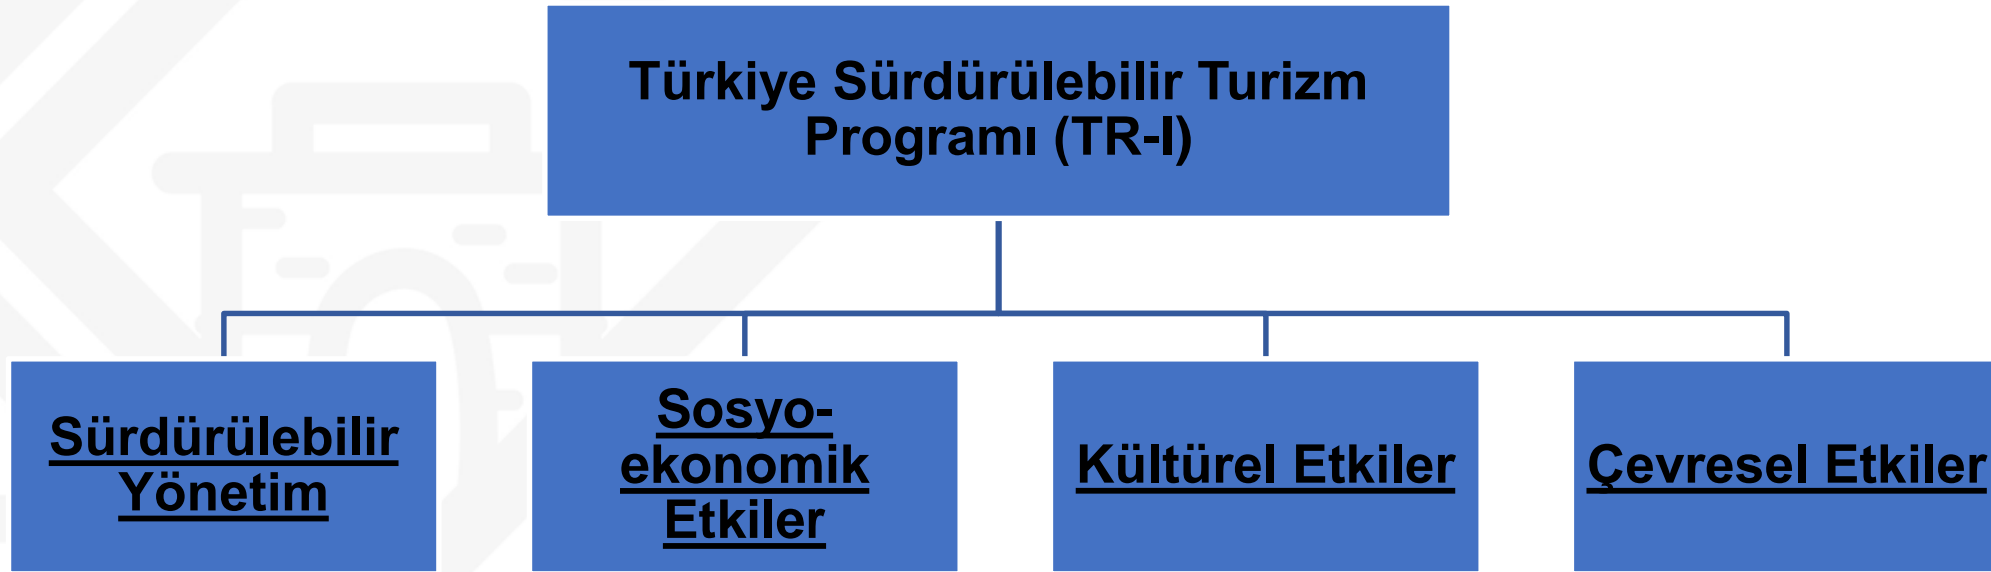 Türkiye Sürdürülebilir Turizm
Programı (TR-I)
Sürdürülebilir
Yönetim
Sosyo-
ekonomik
Etkiler
Kültürel Etkiler
Çevresel Etkiler